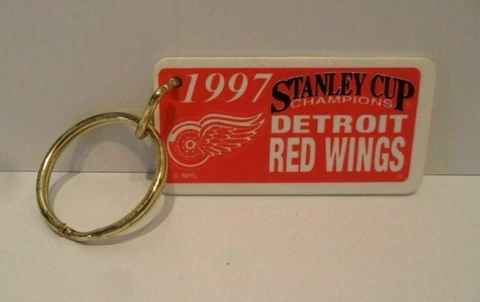 1997
STANLEY CUP
CHAMPIONS
DETROIT
RED WINGS
© NHL